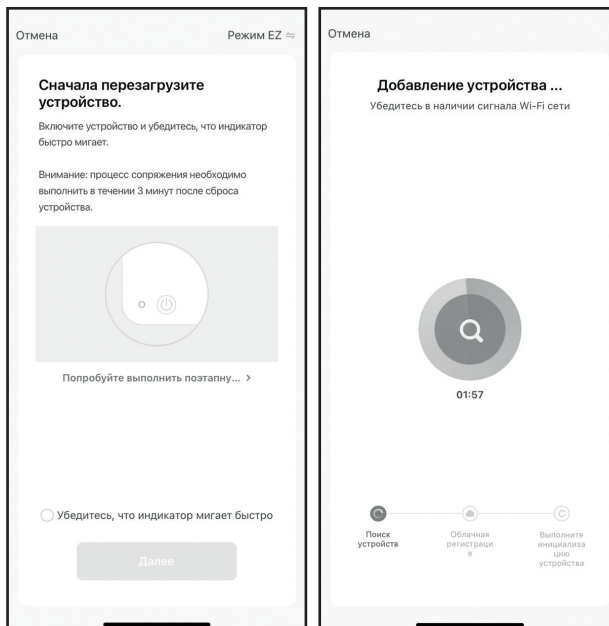 Отмена
Режим EZ ⇋
Сначала перезагрузите
устройство.
Включите устройство и убедитесь, что индикатор
быстро мигает.
Внимание: процесс сопряжения необходимо
выполнить в течении 3 минут после сброса
устройства.
Попробуйте выполнить поэтапну... >
Убедитесь, что индикатор мигает быстро
Далее
Отмена
Добавление устройства ...
Убедитесь в наличии сигнала Wi-Fi сети
01:57
Поиск
устройств
Облачная
регистраци
я
Выполните
инициализа
цию
устройства